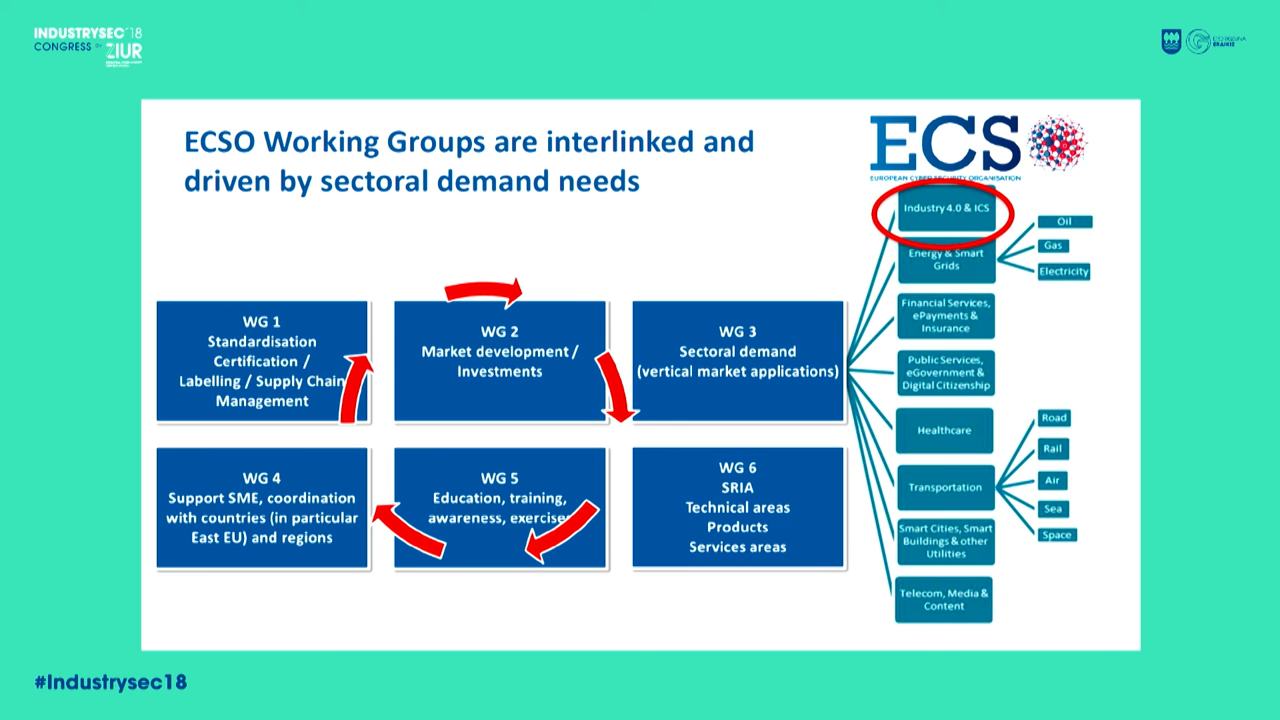 INDUSTRYSEC'18
CONGRESS BY ZIUR
ECSO Working Groups are interlinked and
driven by sectoral demand needs
ECS
EUROPEAN CYBER SECURITY ORGANISATION
WG 1
Standardisation
Certification /
Labelling / Supply Chain
Management
WG 2
Market development /
Investments
WG 3
Sectoral demand
(vertical market applications)
WG 4
Support SME, coordination
with countries (in particular
East EU) and regions
WG 5
Education, training,
awareness, exercise
WG 6
SRIA
Technical areas
Products
Services areas
Industry 4.0 & ICS
Energy & Smart
Grids
Oil
Gas
Electricity
Financial Services,
ePayments &
Insurance
Public Services,
eGovernment &
Digital Citizenship
Healthcare
Transportation
Road
Rail
Air
Sea
Space
Smart Cities, Smart
Buildings & other
Utilities
Telecom, Media &
Content
#Industrysec18